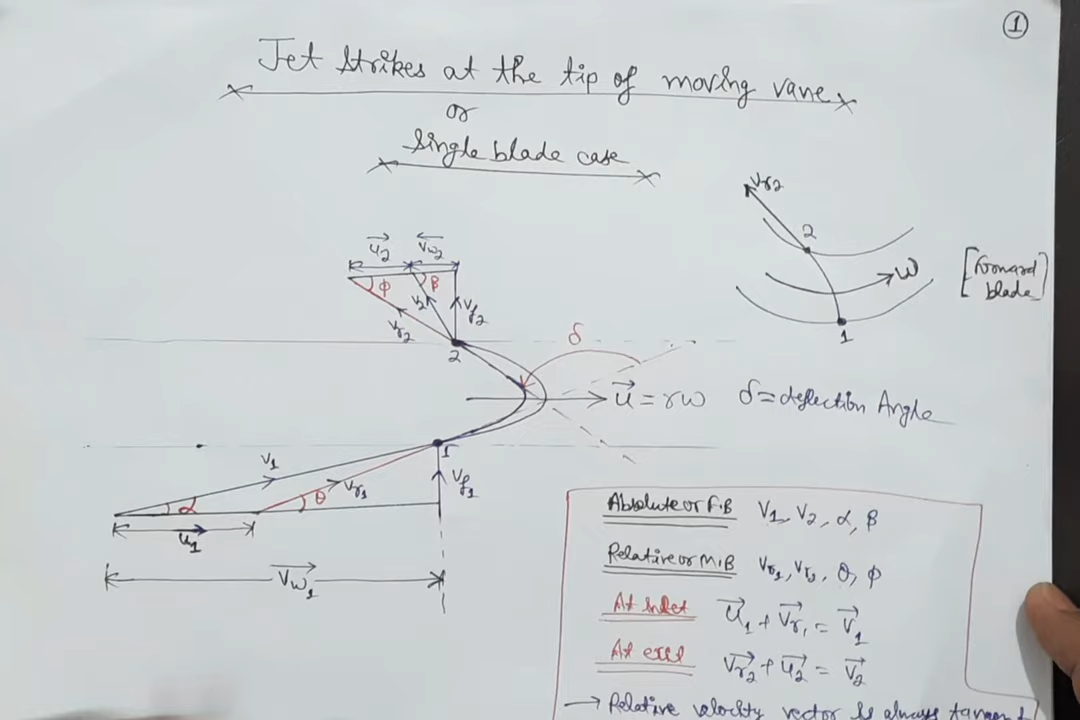 ①
Jet strikes at the tip of moving vane
or
Single blade case
Vr2
2
ω
[Forward
blade]
1
u2 Vw2
φ β
V2 Vf2
Vr2
2
δ
u = rω δ = deflection Angle
1
V1
Vr1 Vf1
α θ
u1
Vw1
Absolute or F.B V1, V2, α, β
Relative or M.B Vr1, Vr2, θ, φ
At Inlet u1 + Vr1 = V1
At exit Vr2 + u2 = V2
→ Relative velocity vector is always